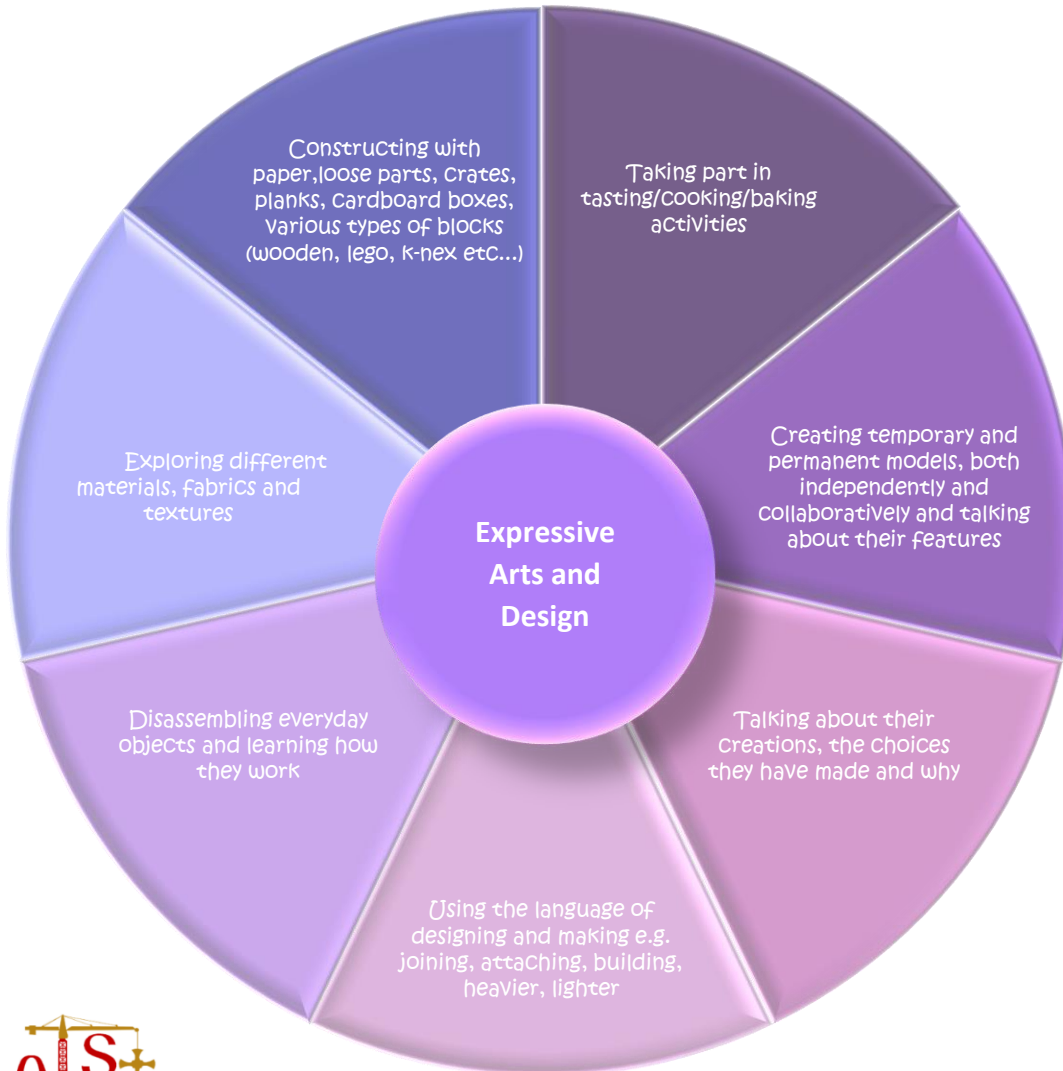 Constructing with
paper,loose parts, crates,
planks, cardboard boxes,
various types of blocks
(wooden, lego, k-nex etc...)
Taking part in
tasting/cooking/baking
activities
Creating temporary and
permanent models, both
independently and
collaboratively and talking
about their features
Talking about their
creations, the choices
they have made and why
Using the language of
designing and making e.g.
joining, attaching, building,
heavier, lighter
Disassembling everyday
objects and learning how
they work
Exploring different
materials, fabrics and
textures
Expressive
Arts and
Design